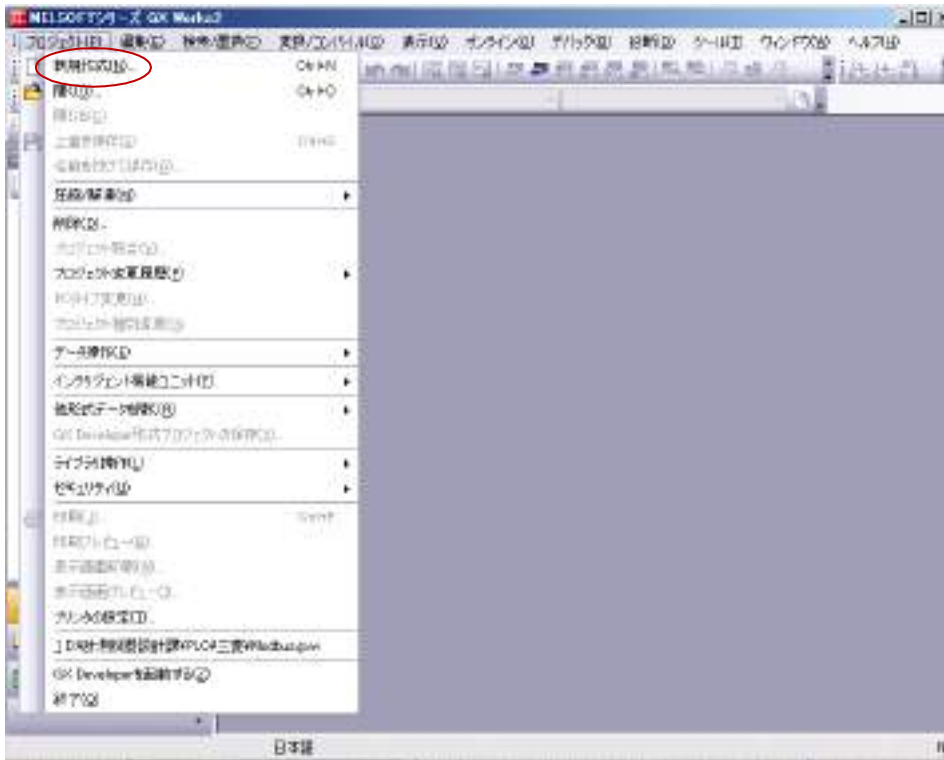 MELSOFTシリーズ GX Works2
プロジェクト(P) 編集(E) 検索/置換(E) 変換/コンパイル(C) 表示(V) オンライン(O) デバッグ(B) 診断(D) ツール(T) ウィンドウ(W) ヘルプ(H)
新規作成(N)... Ctrl+N
開く(O)... Ctrl+O
閉じる(C)
上書き保存(S) Ctrl+S
名前を付けて保存(A)...
圧縮/解凍(M)
削除(D)...
プロジェクト照合(V)...
プロジェクト変更履歴(Y)
PCタイプ変更(H)...
プロジェクト種別変更(G)
データ操作(E)
インテリジェント機能ユニット(T)
他形式データを開く(R)
GX Developer形式プロジェクトの保存(X)...
ライブラリ操作(L)
セキュリティ(U)
印刷(J)... Ctrl+P
印刷プレビュー(B)
表示画面印刷(W)...
表示画面プレビュー(I)...
プリンタの設定(T)...
GX Developerを起動する(Z)
終了(Q)
日本語